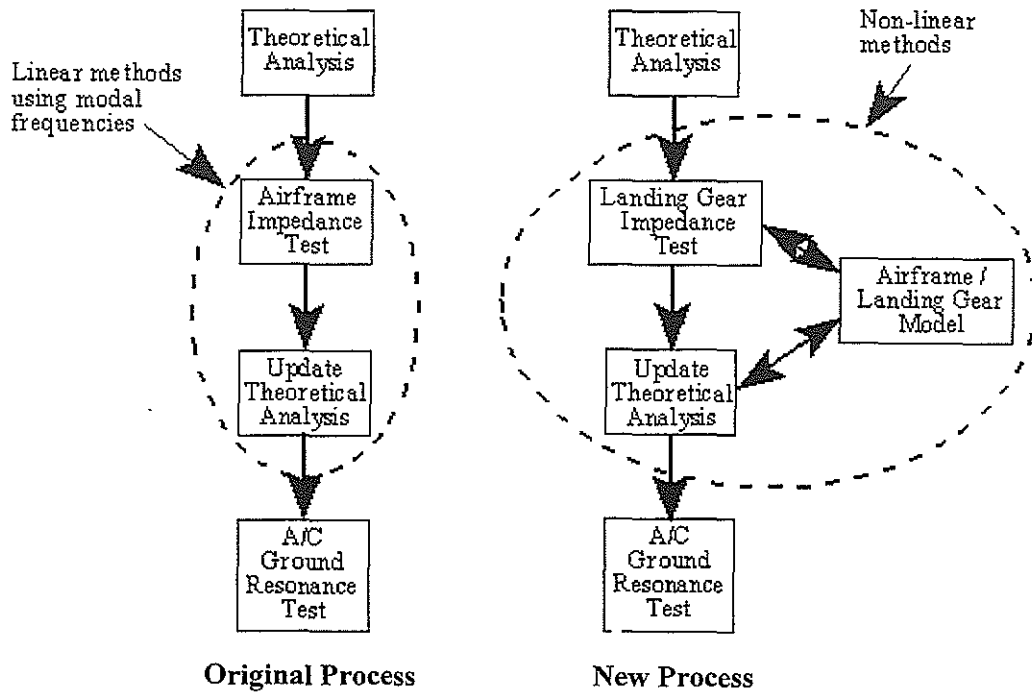 Linear methods
using modal
frequencies
Theoretical
Analysis
Airframe
Impedance
Test
Update
Theoretical
Analysis
A/C
Ground
Resonance
Test
Original Process
Non-linear
methods
Theoretical
Analysis
Landing Gear
Impedance
Test
Airframe /
Landing Gear
Model
Update
Theoretical
Analysis
A/C
Ground
Resonance
Test
New Process